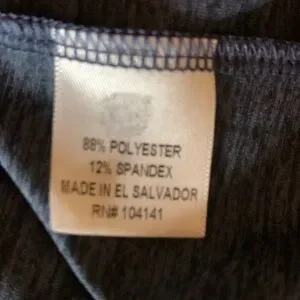 88% POLYESTER
12% SPANDEX
MADE IN EL SALVADOR
RN# 104141